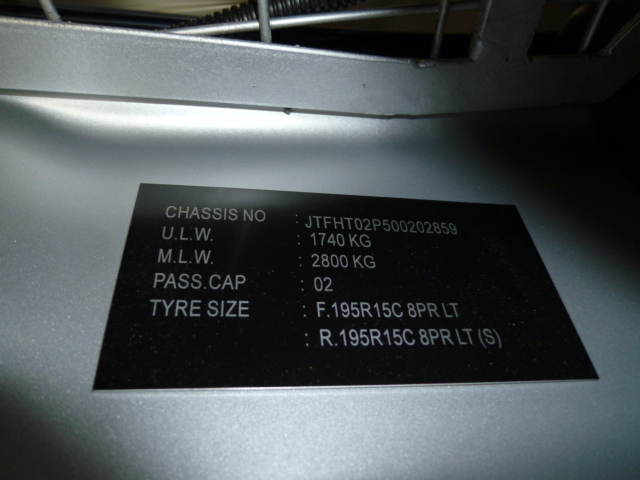 CHASSIS NO : JTFHT02P500202859
U.L.W. : 1740 KG
M.L.W. : 2800 KG
PASS.CAP : 02
TYRE SIZE : F.195R15C 8PR LT
: R.195R15C 8PR LT (S)